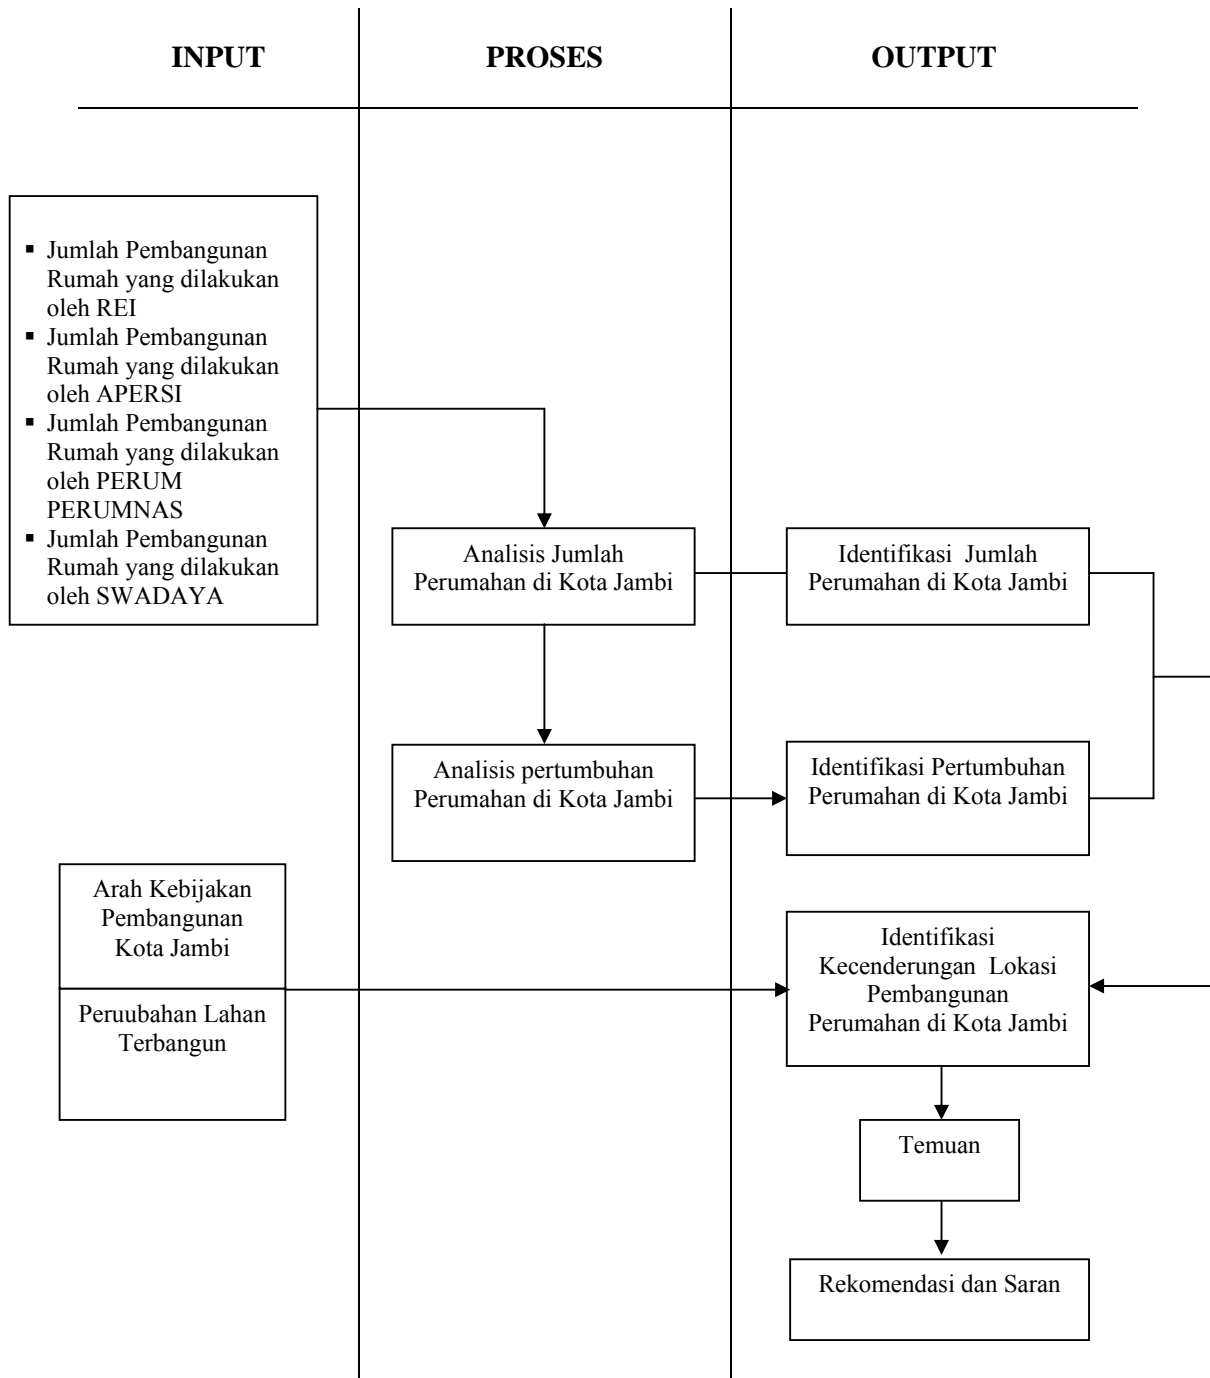 INPUT
PROSES
OUTPUT
▪ Jumlah Pembangunan
Rumah yang dilakukan
oleh REI
▪ Jumlah Pembangunan
Rumah yang dilakukan
oleh APERSI
▪ Jumlah Pembangunan
Rumah yang dilakukan
oleh PERUM
PERUMNAS
▪ Jumlah Pembangunan
Rumah yang dilakukan
oleh SWADAYA
Analisis Jumlah
Perumahan di Kota Jambi
Identifikasi Jumlah
Perumahan di Kota Jambi
Analisis pertumbuhan
Perumahan di Kota Jambi
Identifikasi Pertumbuhan
Perumahan di Kota Jambi
Arah Kebijakan
Pembangunan
Kota Jambi
Peruubahan Lahan
Terbangun
Identifikasi
Kecenderungan Lokasi
Pembangunan
Perumahan di Kota Jambi
Temuan
Rekomendasi dan Saran